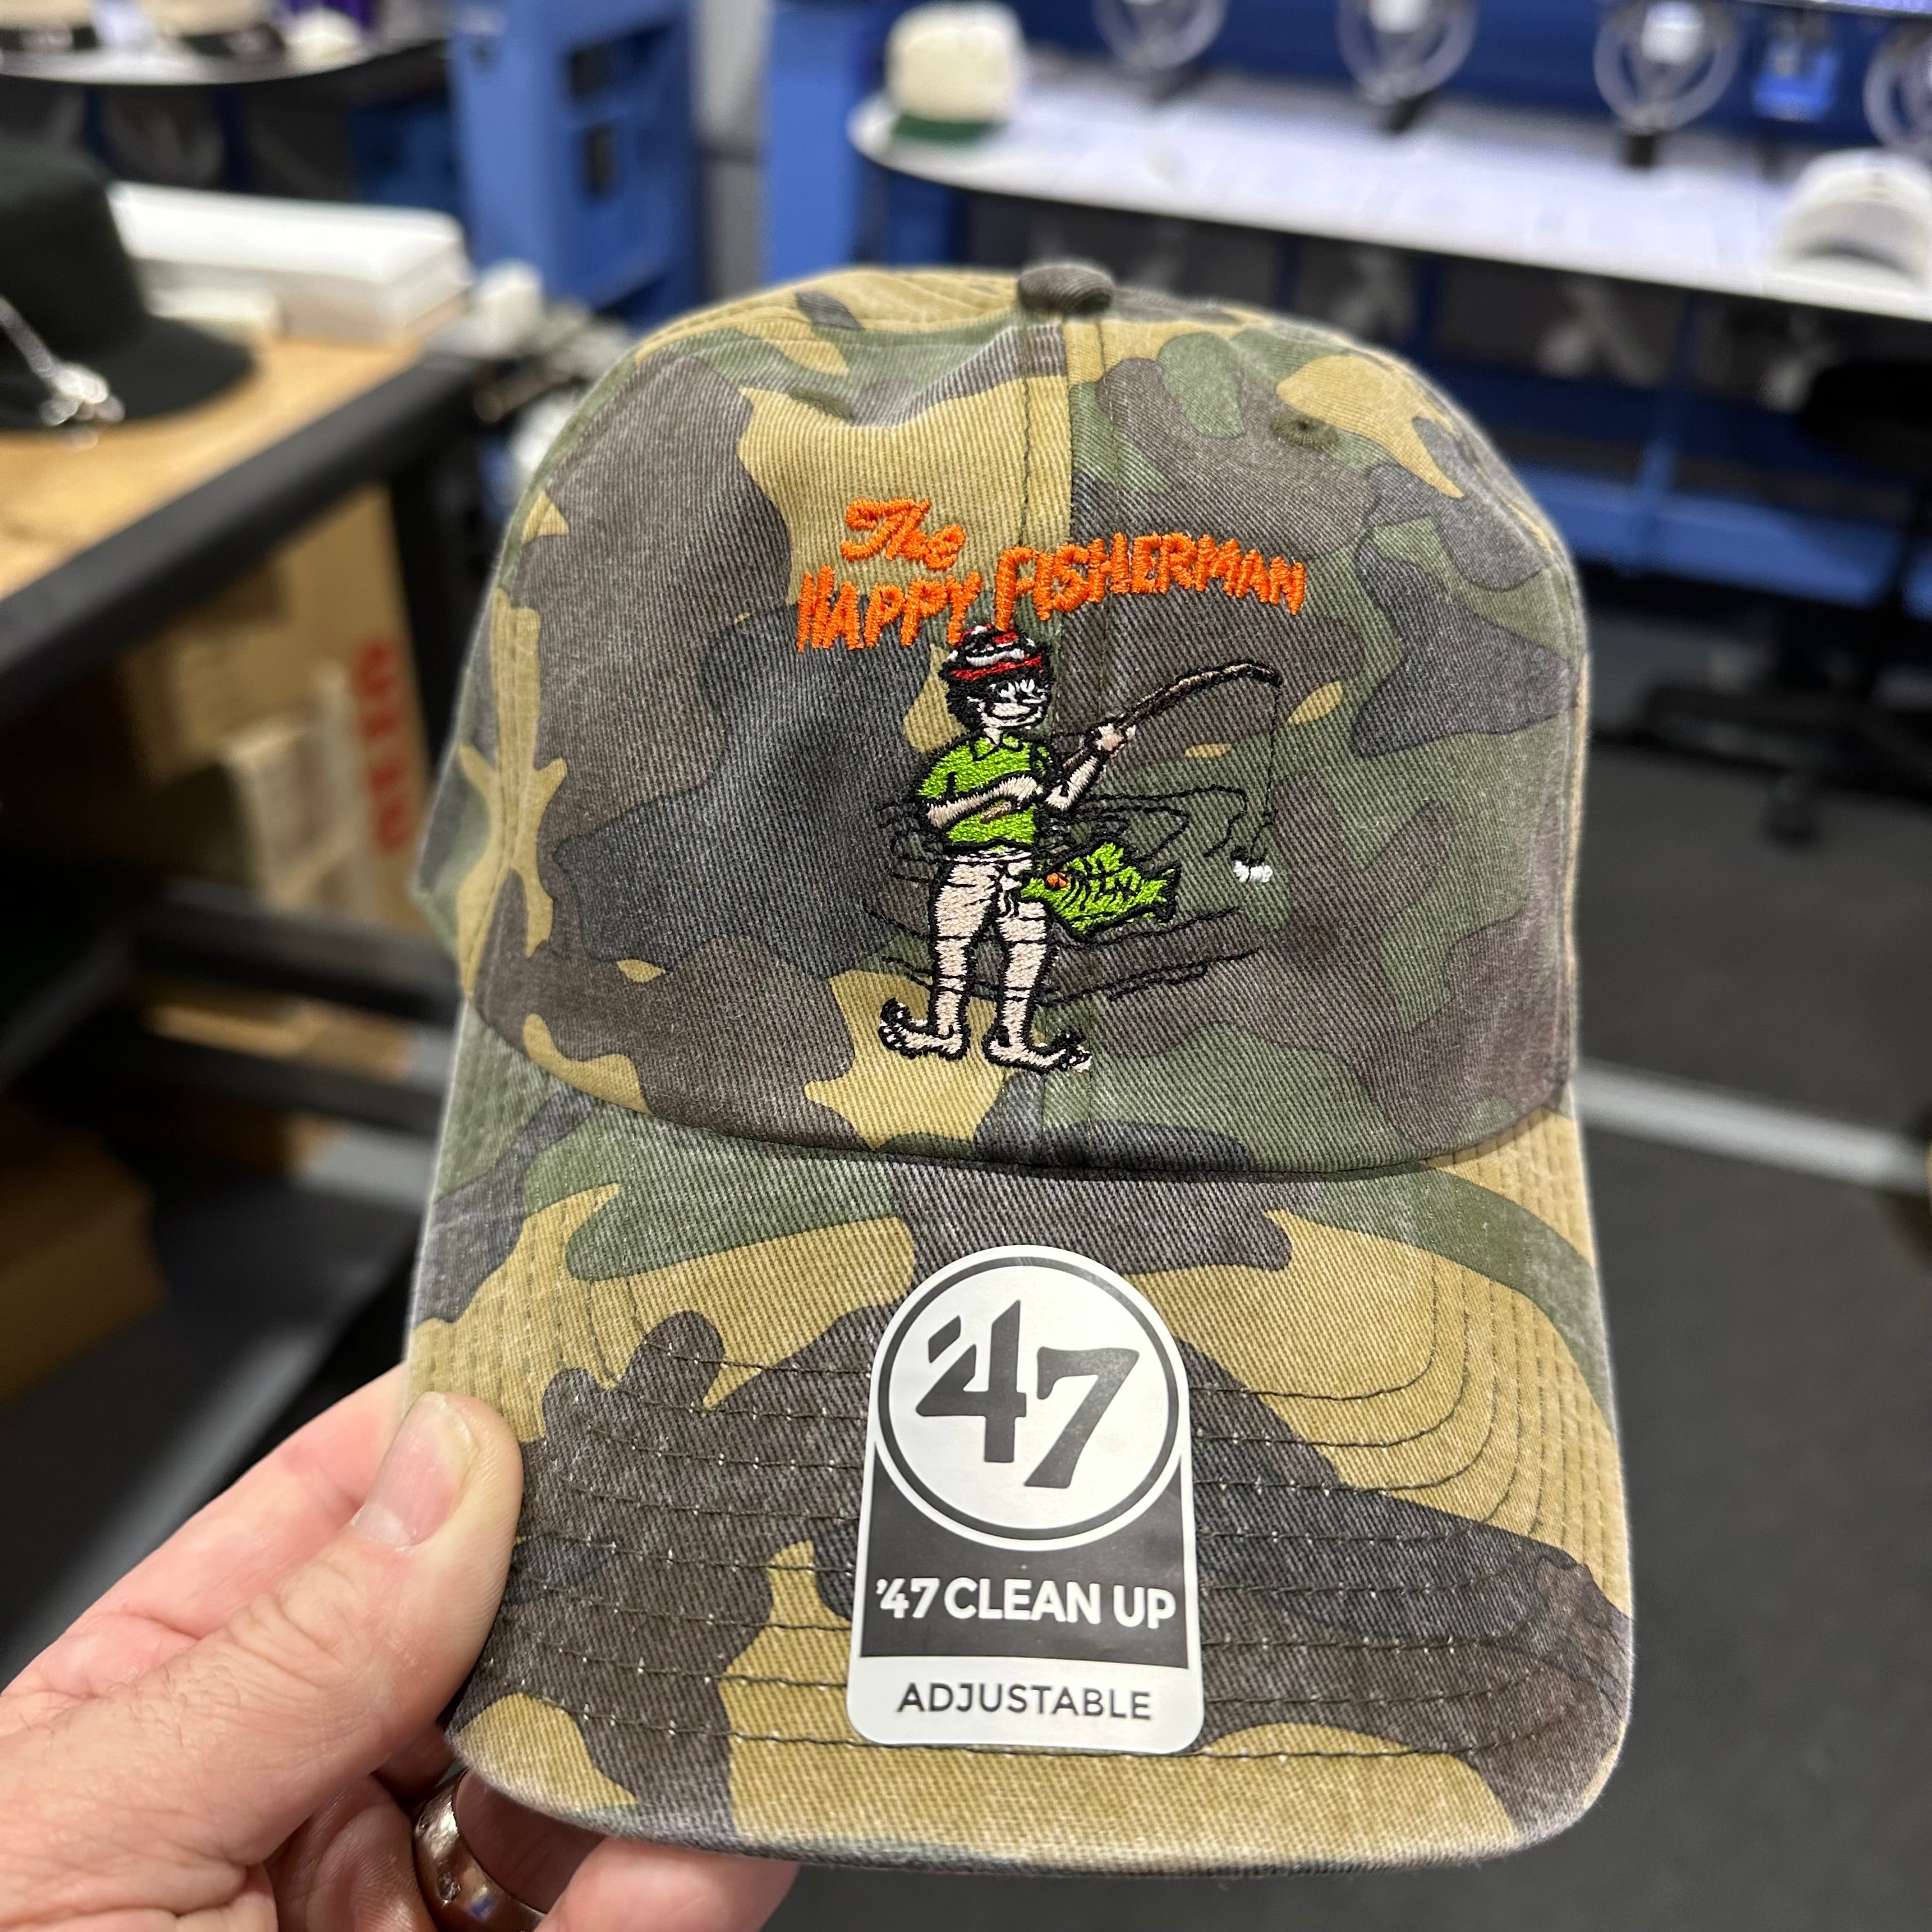 The
HAPPY FISHERMAN
'47
'47 CLEAN UP
ADJUSTABLE